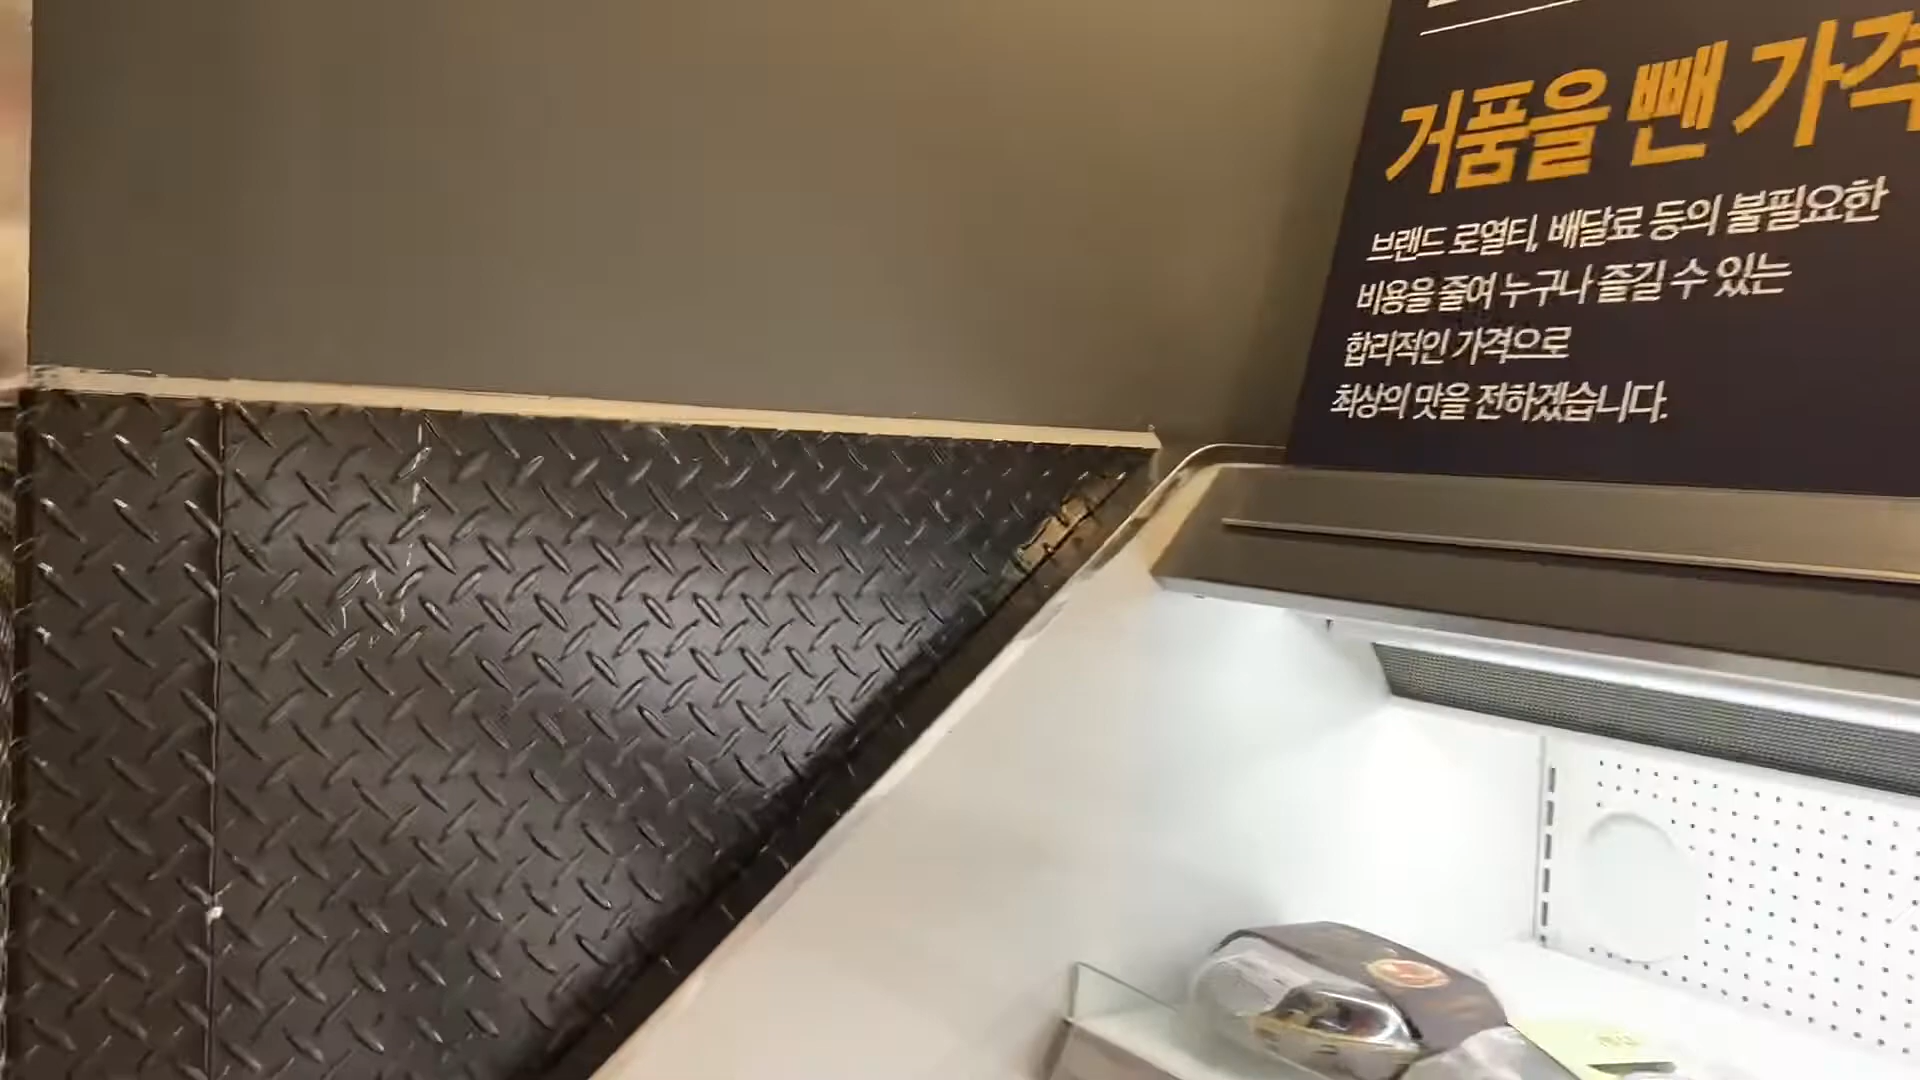 거품을 뺀 가격
브랜드 로열티, 배달료 등의 불필요한
비용을 줄여 누구나 즐길 수 있는
합리적인 가격으로
최상의 맛을 전하겠습니다.